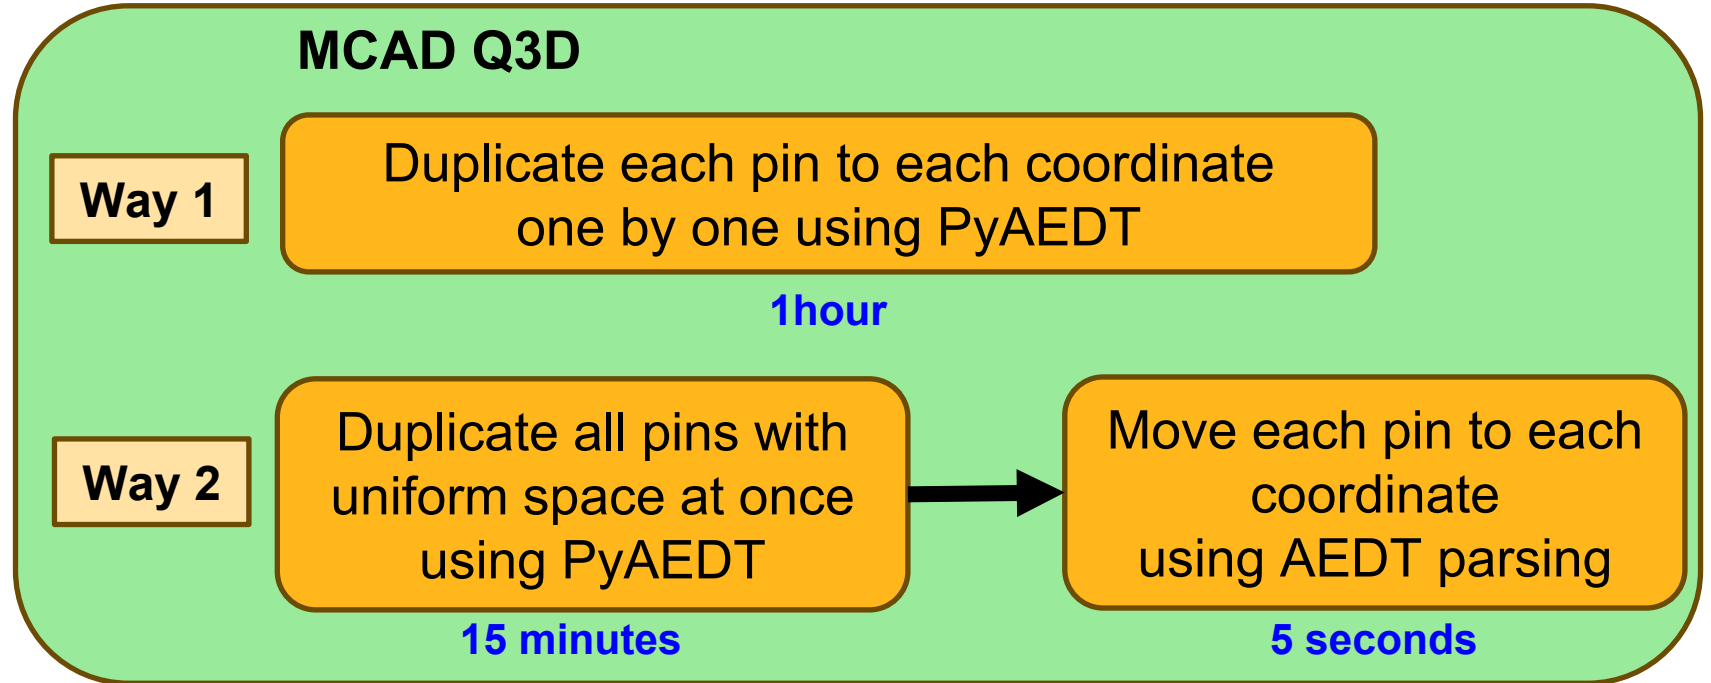 MCAD Q3D
Way 1
Duplicate each pin to each coordinate
one by one using PyAEDT
1hour
Way 2
Duplicate all pins with
uniform space at once
using PyAEDT
15 minutes
Move each pin to each
coordinate
using AEDT parsing
5 seconds